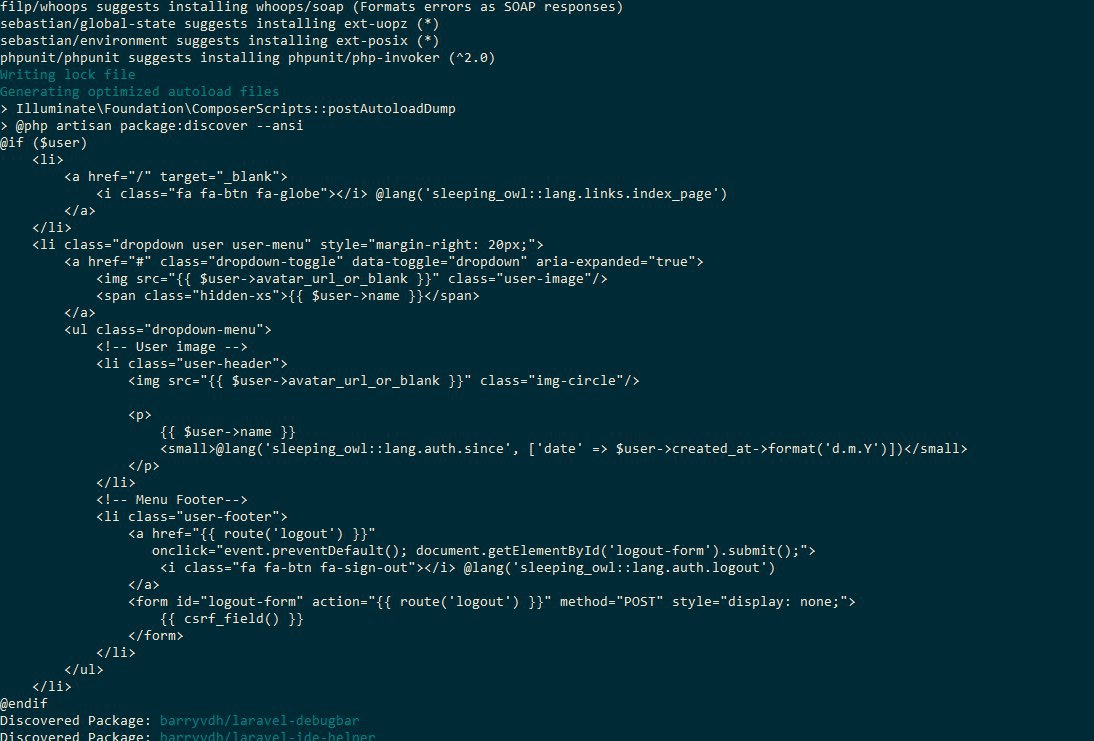 filp/whoops suggests installing whoops/soap (Formats errors as SOAP responses)
sebastian/global-state suggests installing ext-uopz (*)
sebastian/environment suggests installing ext-posix (*)
phpunit/phpunit suggests installing phpunit/php-invoker (^2.0)
Writing lock file
Generating optimized autoload files
> Illuminate\Foundation\ComposerScripts::postAutoloadDump
> @php artisan package:discover --ansi
@if ($user)
    <li>
        <a href="/" target="_blank">
            <i class="fa fa-btn fa-globe"></i> @lang('sleeping_owl::lang.links.index_page')
        </a>
    </li>
    <li class="dropdown user user-menu" style="margin-right: 20px;">
        <a href="#" class="dropdown-toggle" data-toggle="dropdown" aria-expanded="true">
            <img src="{{ $user->avatar_url_or_blank }}" class="user-image"/>
            <span class="hidden-xs">{{ $user->name }}</span>
        </a>
        <ul class="dropdown-menu">
            <!-- User image -->
            <li class="user-header">
                <img src="{{ $user->avatar_url_or_blank }}" class="img-circle"/>
                <p>
                    {{ $user->name }}
                    <small>@lang('sleeping_owl::lang.auth.since', ['date' => $user->created_at->format('d.m.Y')])</small>
                </p>
            </li>
            <!-- Menu Footer-->
            <li class="user-footer">
                <a href="{{ route('logout') }}"
                   onclick="event.preventDefault(); document.getElementById('logout-form').submit();">
                    <i class="fa fa-btn fa-sign-out"></i> @lang('sleeping_owl::lang.auth.logout')
                </a>
                <form id="logout-form" action="{{ route('logout') }}" method="POST" style="display: none;">
                    {{ csrf_field() }}
                </form>
            </li>
        </ul>
    </li>
@endif
Discovered Package: barryvdh/laravel-debugbar
Discovered Package: barryvdh/laravel-ide-helper